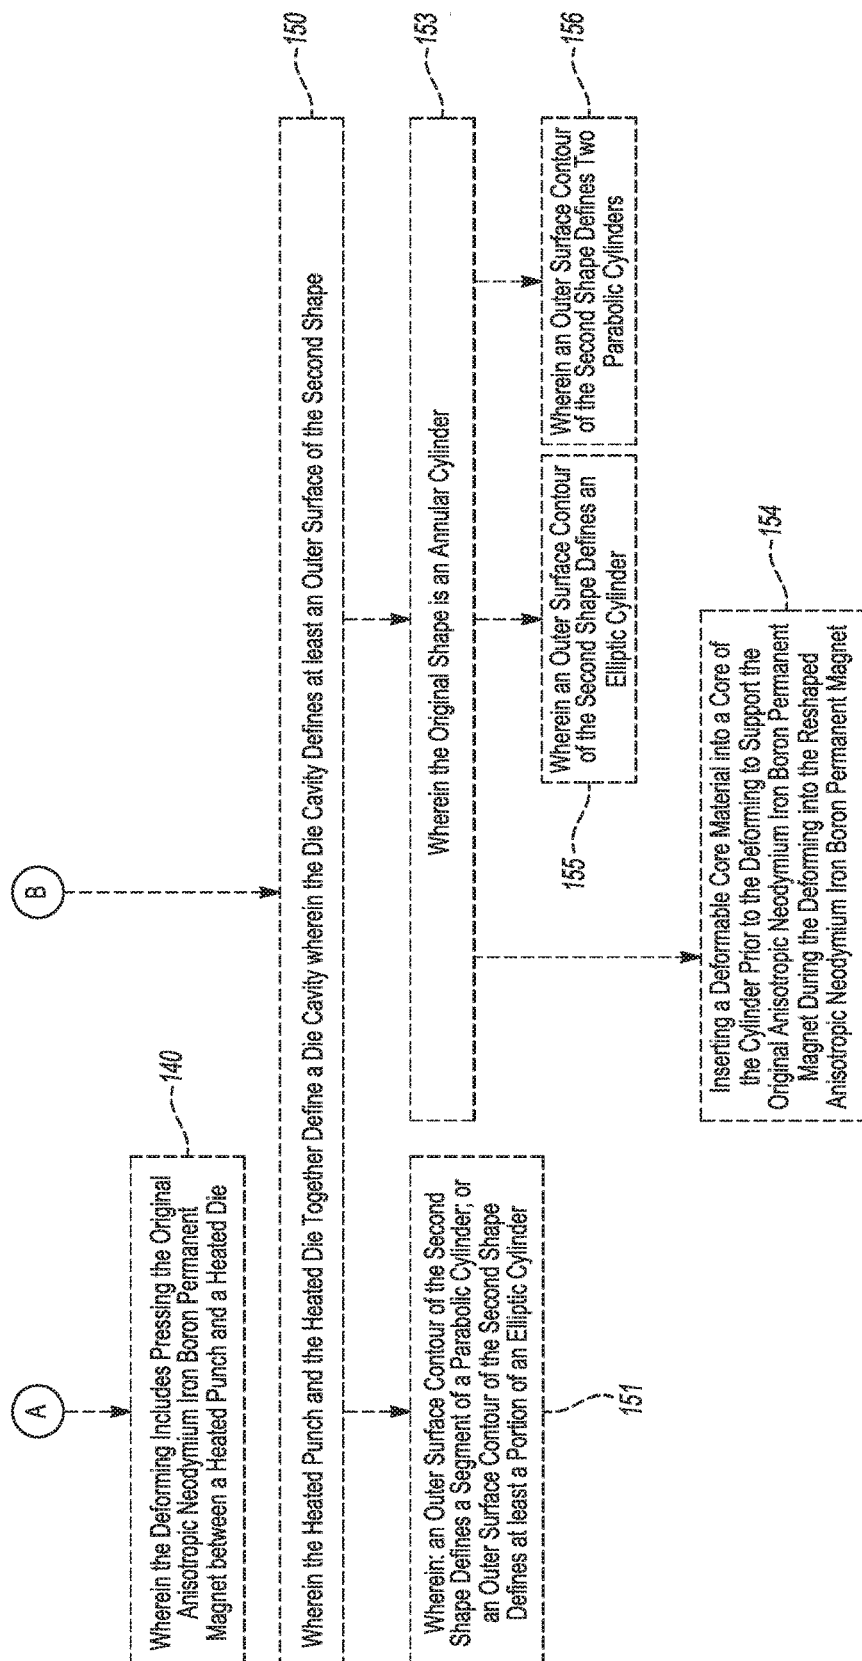 A
B
Wherein the Deforming Includes Pressing the Original
Anisotropic Neodymium Iron Boron Permanent
Magnet between a Heated Punch and a Heated Die
140
Wherein the Heated Punch and the Heated Die Together Define a Die Cavity wherein the Die Cavity Defines at least an Outer Surface of the Second Shape
150
Wherein: an Outer Surface Contour of the Second
Shape Defines a Segment of a Parabolic Cylinder; or
an Outer Surface Contour of the Second Shape
Defines at least a Portion of an Elliptic Cylinder
151
Wherein the Original Shape is an Annular Cylinder
153
Wherein an Outer Surface Contour
of the Second Shape Defines an
Elliptic Cylinder
155
Wherein an Outer Surface Contour
of the Second Shape Defines Two
Parabolic Cylinders
156
Inserting a Deformable Core Material into a Core of
the Cylinder Prior to the Deforming to Support the
Original Anisotropic Neodymium Iron Boron Permanent
Magnet During the Deforming into the Reshaped
Anisotropic Neodymium Iron Boron Permanent Magnet
154